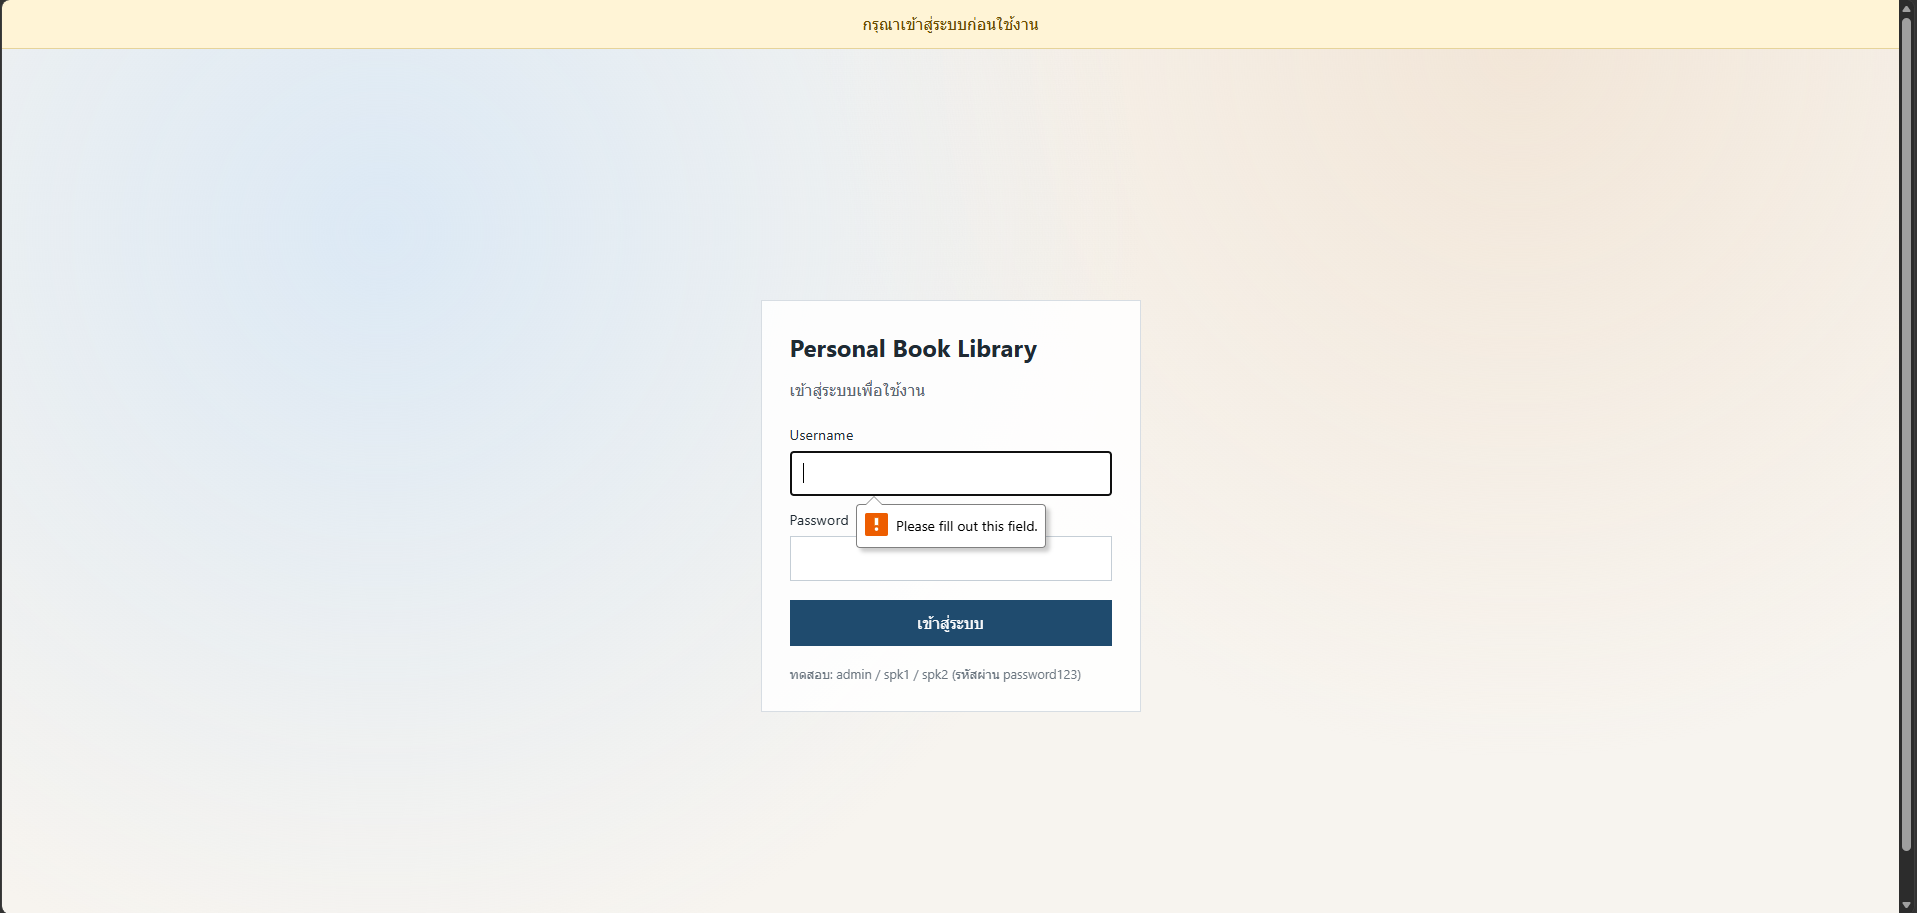 กรุณาเข้าสู่ระบบก่อนใช้งาน
Personal Book Library
เข้าสู่ระบบเพื่อใช้งาน
Username
Password
Please fill out this field.
เข้าสู่ระบบ
ทดสอบ: admin / spk1 / spk2 (รหัสผ่าน password123)